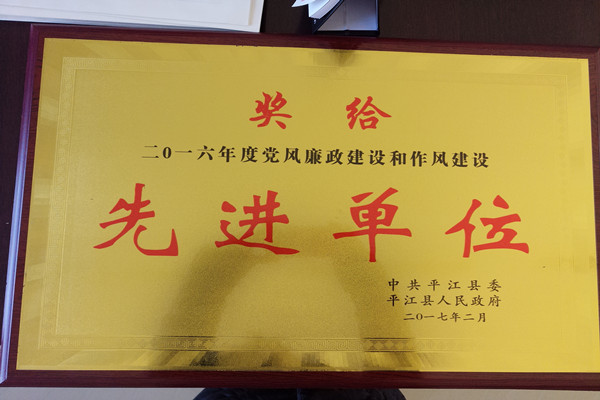 奖给
二0一六年度党风廉政建设和作风建设
先进单位
中共平江县委
平江县人民政府
二0一七年二月